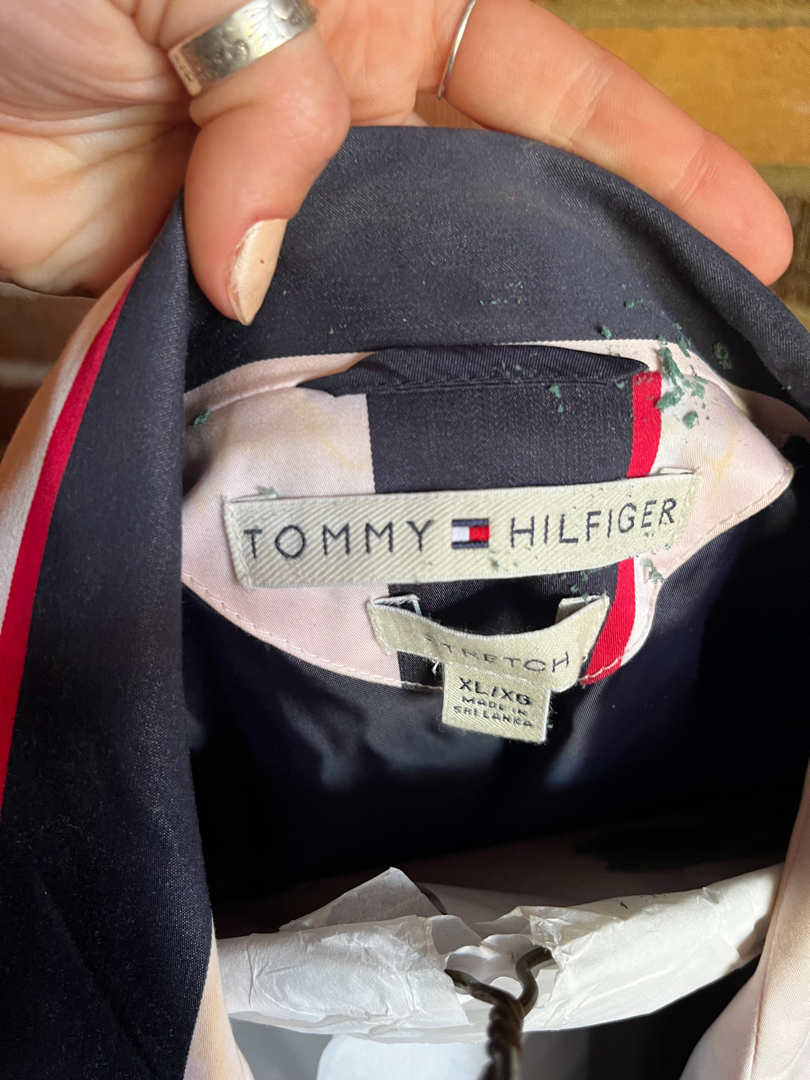 TOMMY HILFIGER
STRETCH
XL/XG
MADE IN
SRI LANKA